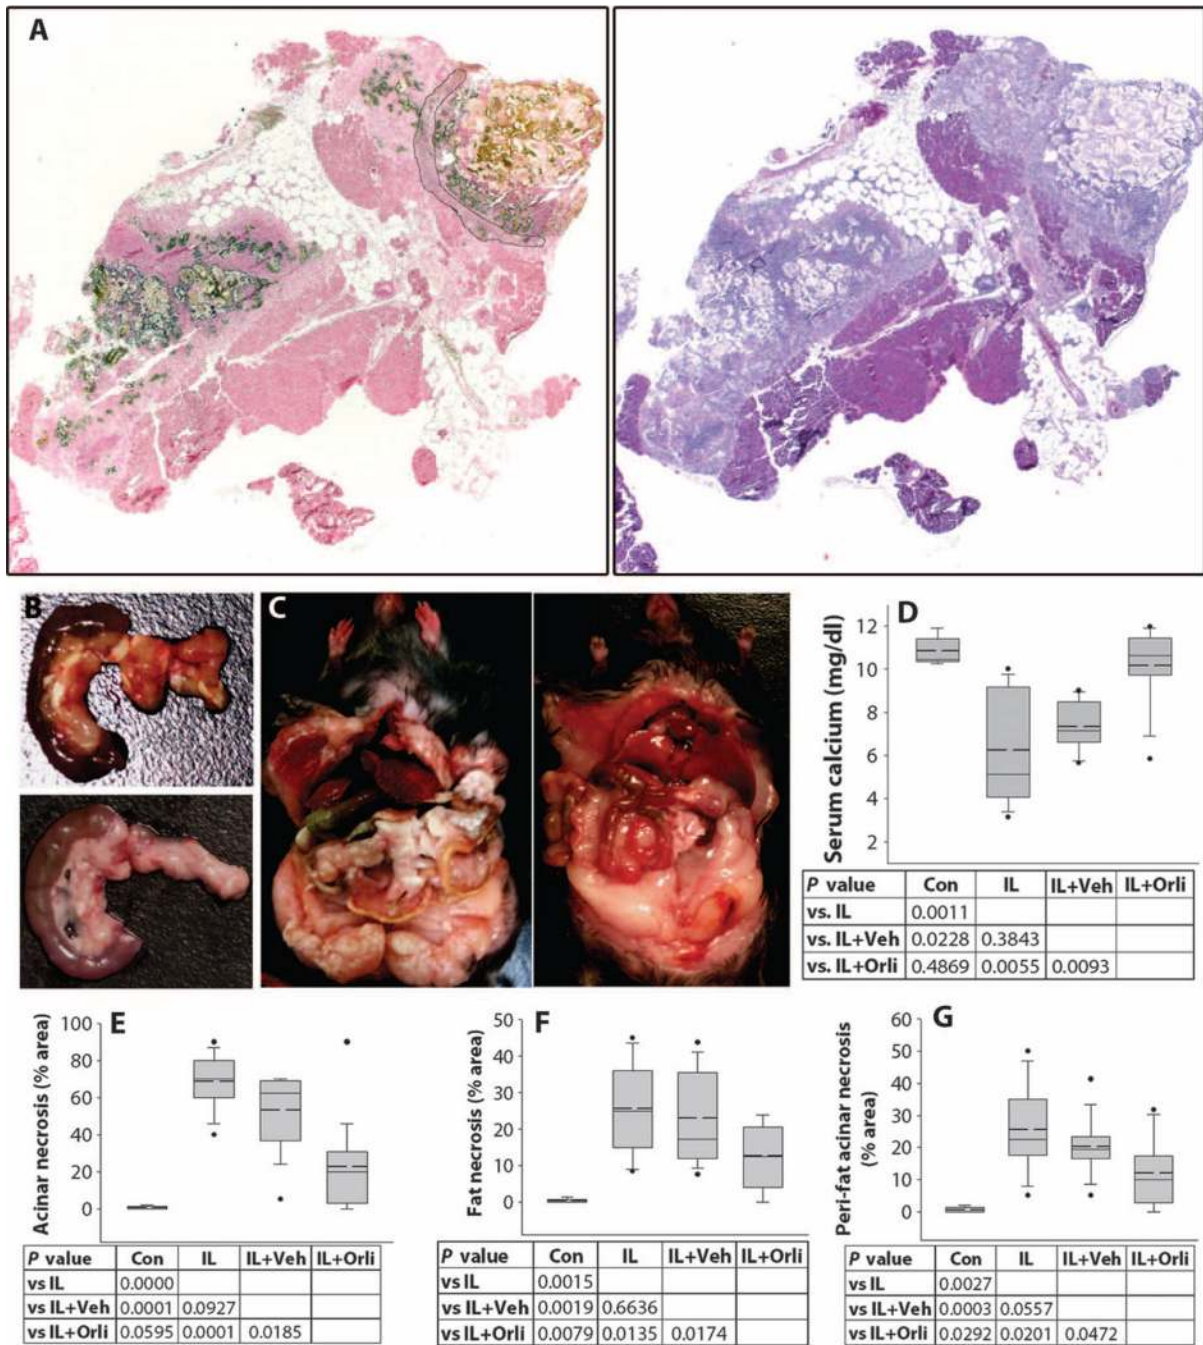 A
B
C
D
Serum calcium (mg/dl)
12
10
8
6
4
2
P value Con IL IL+Veh IL+Orli
vs. IL 0.0011
vs. IL+Veh 0.0228 0.3843
vs. IL+Orli 0.4869 0.0055 0.0093
E
Acinar necrosis (% area)
100
80
60
40
20
0
P value Con IL IL+Veh IL+Orli
vs IL 0.0000
vs IL+Veh 0.0001 0.0927
vs IL+Orli 0.0595 0.0001 0.0185
F
Fat necrosis (% area)
50
40
30
20
10
0
P value Con IL IL+Veh IL+Orli
vs IL 0.0015
vs IL+Veh 0.0019 0.6636
vs IL+Orli 0.0079 0.0135 0.0174
G
Peri-fat acinar necrosis
(% area)
60
50
40
30
20
10
0
P value Con IL IL+Veh IL+Orli
vs IL 0.0027
vs IL+Veh 0.0003 0.0557
vs IL+Orli 0.0292 0.0201 0.0472